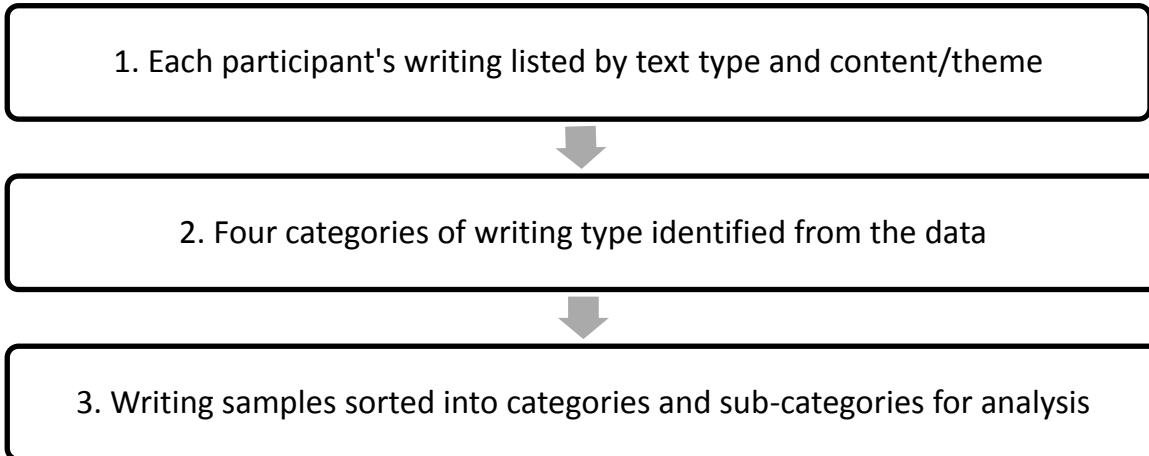 1. Each participant's writing listed by text type and content/theme
2. Four categories of writing type identified from the data
3. Writing samples sorted into categories and sub-categories for analysis